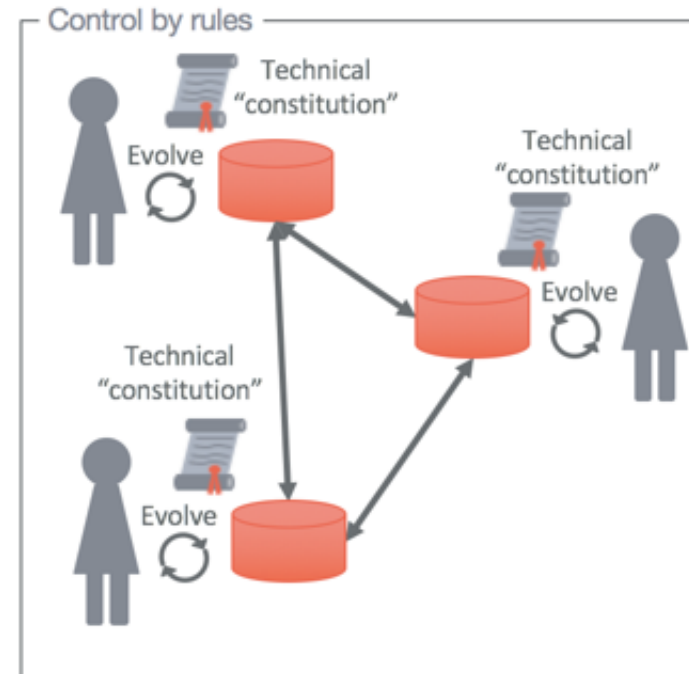 Control by rules
Technical
“constitution”
Evolve
Technical
“constitution”
Evolve
Technical
“constitution”
Evolve